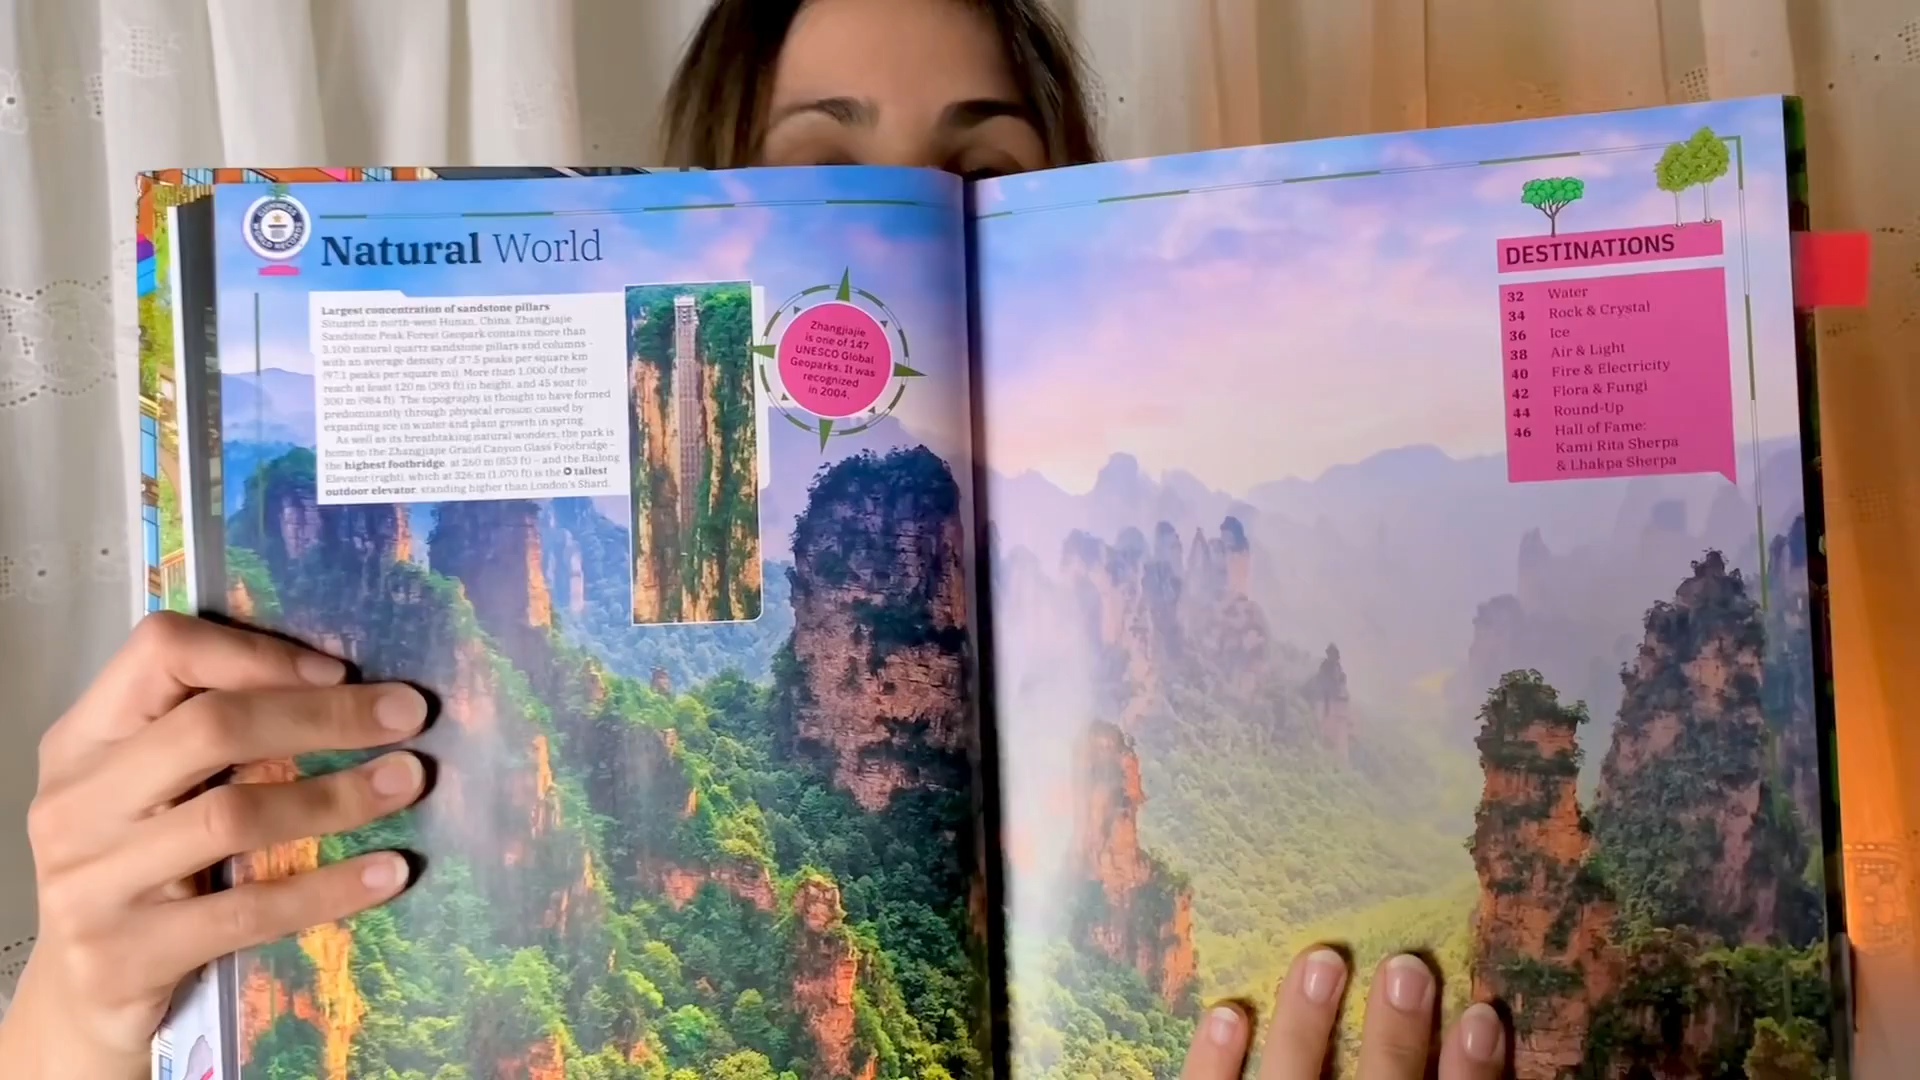 GUINNESS
WORLD RECORDS
Natural World
Largest concentration of sandstone pillars
Situated in north-west Hunan, China, Zhangjiajie
Sandstone Peak Forest Geopark contains more than
3,100 natural quartz sandstone pillars and columns –
with an average density of 37.5 peaks per square km
(97.1 peaks per square mi). More than 1,000 of these
reach at least 120 m (393 ft) in height, and 45 soar to
300 m (984 ft). The topography is thought to have formed
predominantly through physical erosion caused by
expanding ice in winter and plant growth in spring.
As well as its breathtaking natural wonders, the park is
home to the Zhangjiajie Grand Canyon Glass Footbridge –
the highest footbridge, at 260 m (853 ft) – and the Bailong
Elevator (right), which at 326 m (1,070 ft) is the tallest
outdoor elevator, standing higher than London's Shard.
Zhangjiajie
is one of 147
UNESCO Global
Geoparks. It was
recognized
in 2004.
DESTINATIONS
32 Water
34 Rock & Crystal
36 Ice
38 Air & Light
40 Fire & Electricity
42 Flora & Fungi
44 Round-Up
46 Hall of Fame:
Kami Rita Sherpa
& Lhakpa Sherpa